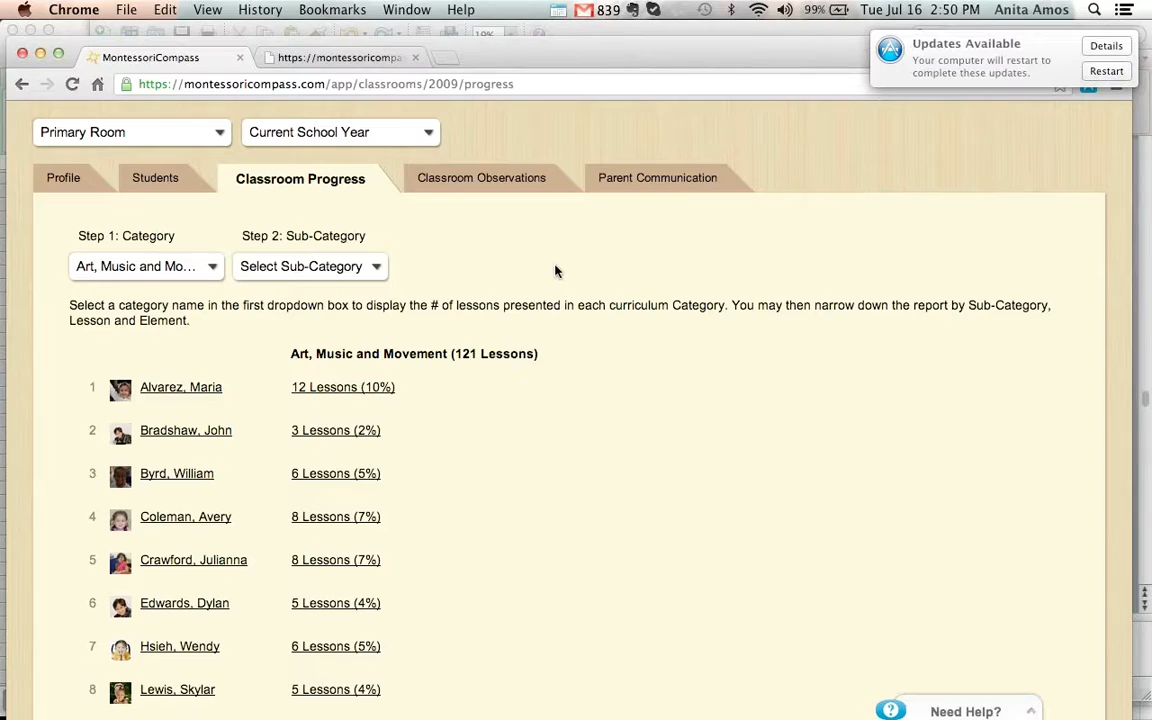 Chrome File Edit View History Bookmarks Window Help 839 99% Tue Jul 16 2:50 PM Anita Amos
19%
MontessoriCompass https://montessoricompa
Updates Available
Your computer will restart to complete these updates.
Details
Restart
https://montessoricompass.com/app/classrooms/2009/progress
Primary Room Current School Year
Profile Students Classroom Progress Classroom Observations Parent Communication
Step 1: Category Step 2: Sub-Category
Art, Music and Mo... Select Sub-Category
Select a category name in the first dropdown box to display the # of lessons presented in each curriculum Category. You may then narrow down the report by Sub-Category,
Lesson and Element.
Art, Music and Movement (121 Lessons)
1 Alvarez, Maria 12 Lessons (10%)
2 Bradshaw, John 3 Lessons (2%)
3 Byrd, William 6 Lessons (5%)
4 Coleman, Avery 8 Lessons (7%)
5 Crawford, Julianna 8 Lessons (7%)
6 Edwards, Dylan 5 Lessons (4%)
7 Hsieh, Wendy 6 Lessons (5%)
8 Lewis, Skylar 5 Lessons (4%)
? Need Help?